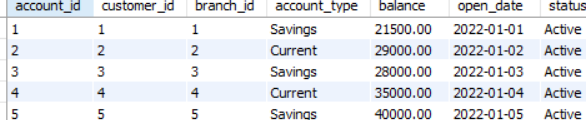 account_id customer_id branch_id account_type balance open_date status
1 1 1 Savings 21500.00 2022-01-01 Active
2 2 2 Current 29000.00 2022-01-02 Active
3 3 3 Savings 28000.00 2022-01-03 Active
4 4 4 Current 35000.00 2022-01-04 Active
5 5 5 Savings 40000.00 2022-01-05 Active